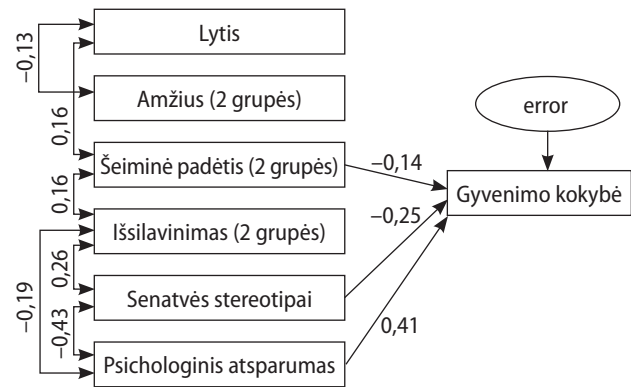 Lytis
–0,13
Amžius (2 grupės)
error
0,16
Šeiminė padėtis (2 grupės)
–0,14
Gyvenimo kokybė
0,16
Išsilavinimas (2 grupės)
–0,25
0,26
–0,19
Senatvės stereotipai
–0,43
0,41
Psichologinis atsparumas